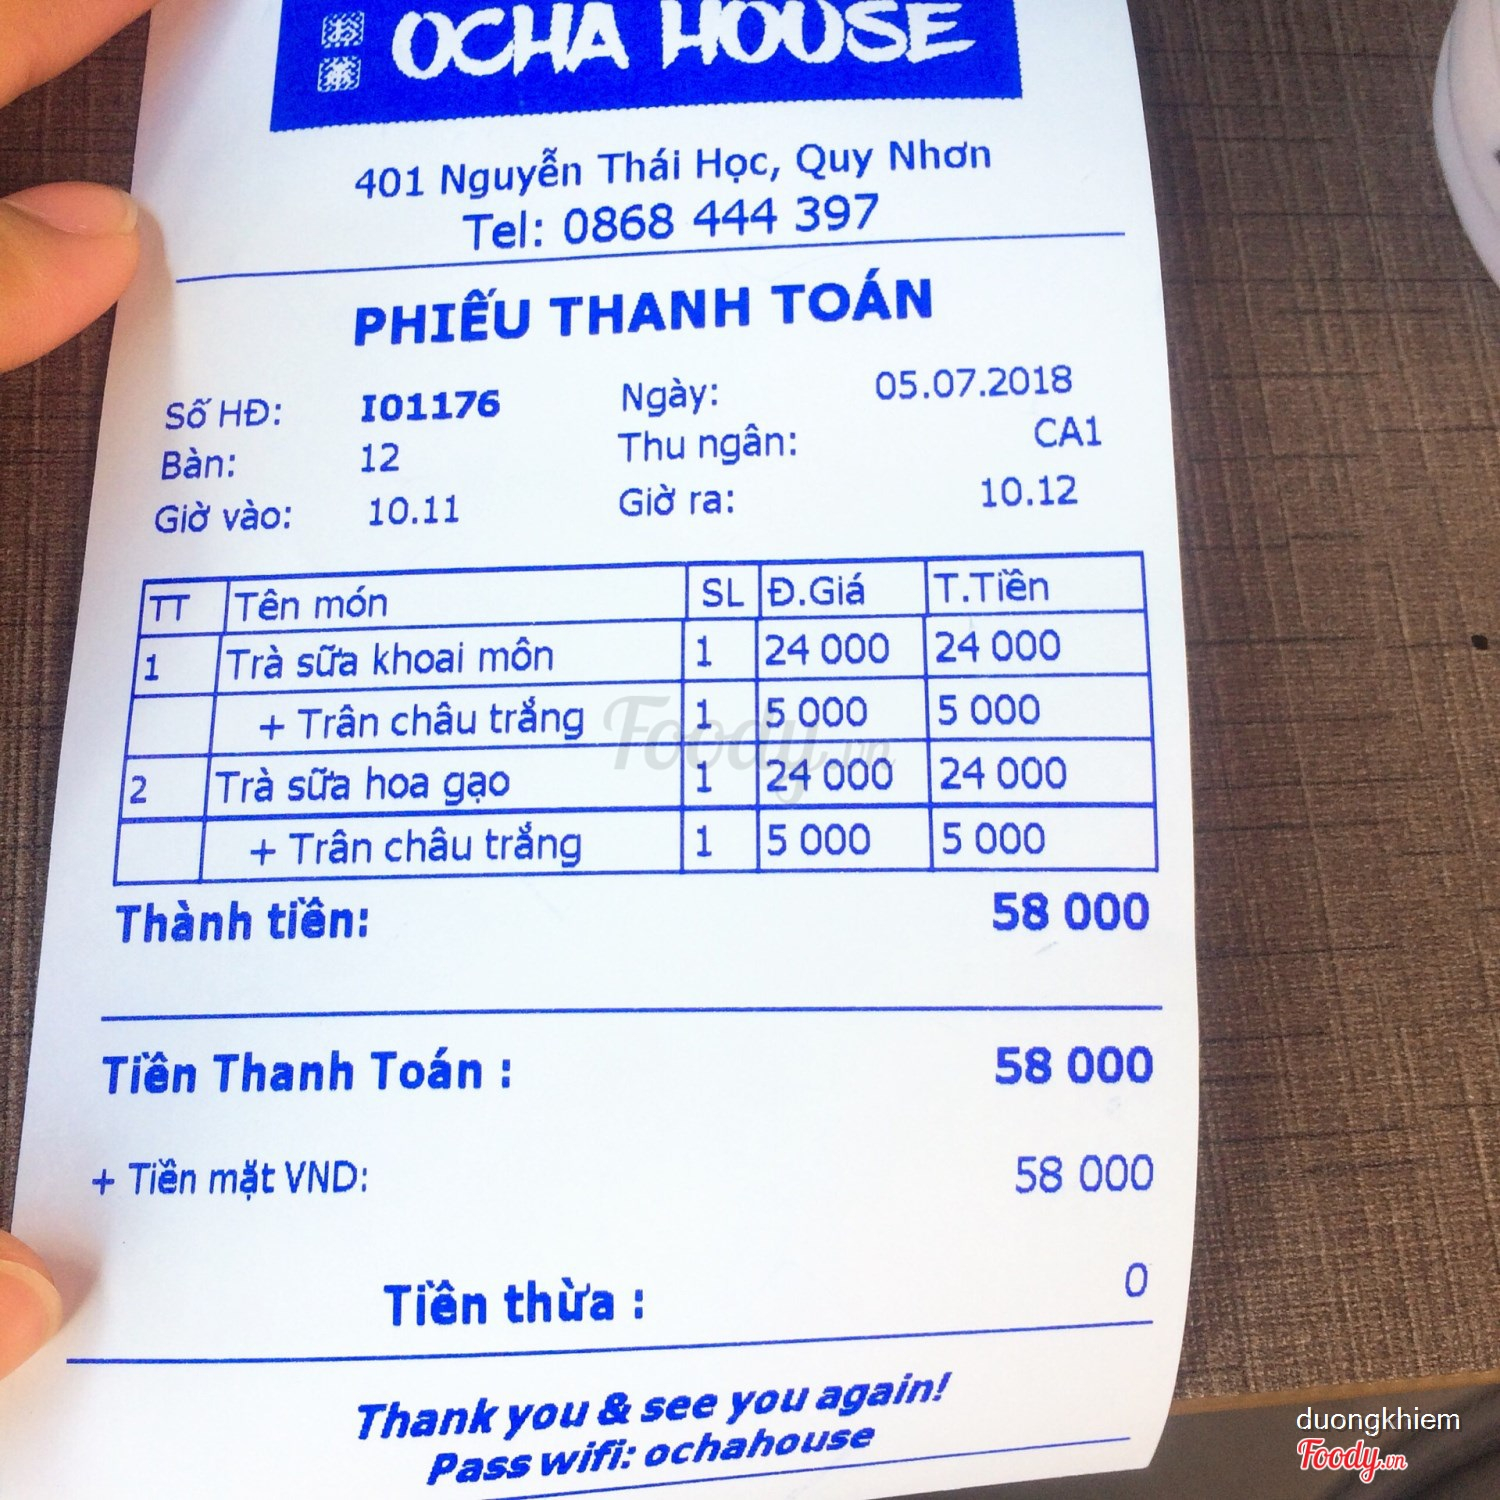 お
茶
OCHA HOUSE
401 Nguyễn Thái Học, Quy Nhơn
Tel: 0868 444 397
PHIẾU THANH TOÁN
Số HĐ: I01176 Ngày: 05.07.2018
Bàn: 12 Thu ngân: CA1
Giờ vào: 10.11 Giờ ra: 10.12
TT Tên món SL Đ.Giá T.Tiền
1 Trà sữa khoai môn 1 24 000 24 000
+ Trân châu trắng 1 5 000 5 000
2 Trà sữa hoa gạo 1 24 000 24 000
+ Trân châu trắng 1 5 000 5 000
Thành tiền: 58 000
Tiền Thanh Toán : 58 000
+ Tiền mặt VND: 58 000
Tiền thừa : 0
Thank you & see you again!
Pass wifi: ochahouse
Foody.vn
duongkhiem
Foody.vn